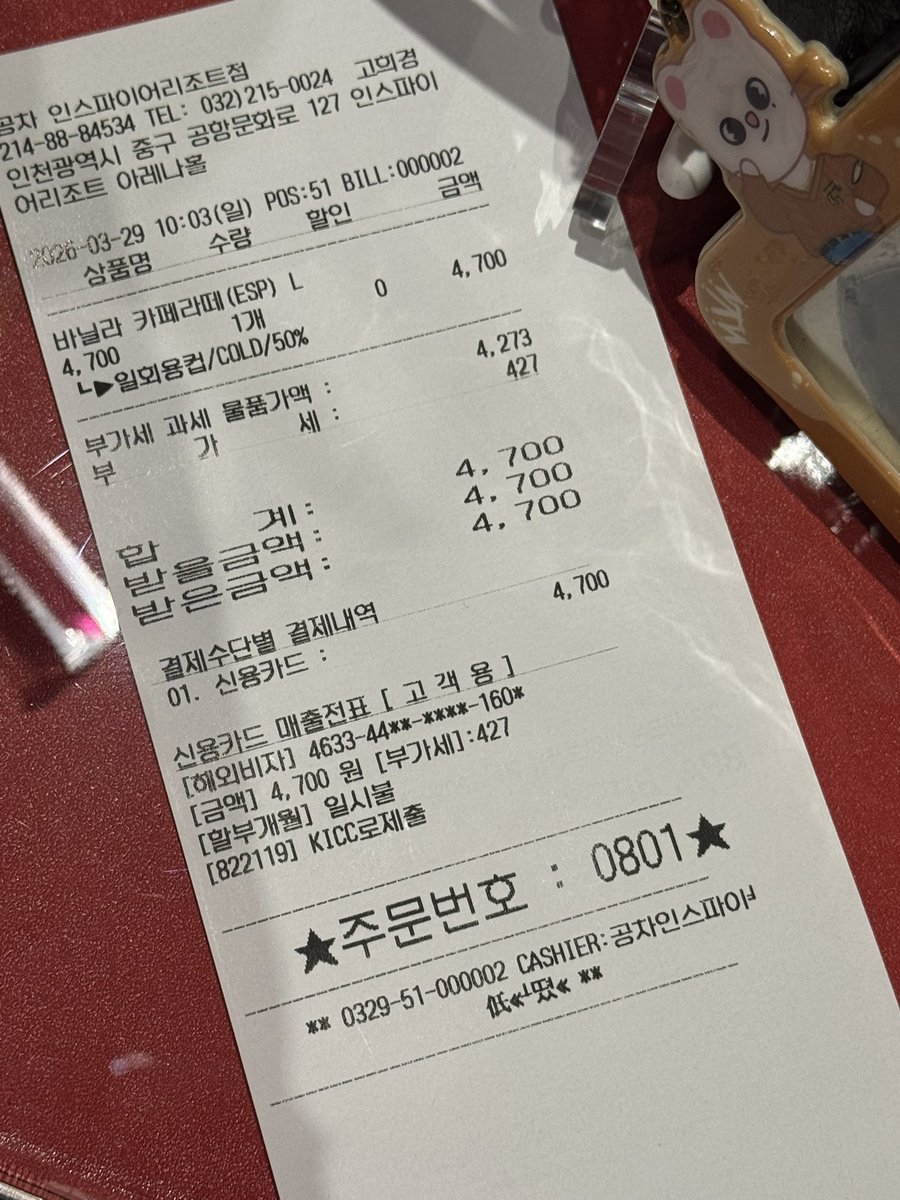 공차 인스파이어리조트점
214-88-84534 TEL: 032)215-0024 고희경
인천광역시 중구 공항문화로 127 인스파이
어리조트 아레나홀
2026-03-29 10:03(일) POS:51 BILL:000002
상품명 수량 할인 금액
바닐라 카페라떼(ESP) L
4,700 1개 0 4,700
┗▶일회용컵/COLD/50%
부가세 과세 물품가액 : 4,273
부 가 세 : 427
합 계: 4,700
받을금액: 4,700
받은금액: 4,700
결제수단별 결제내역
01. 신용카드 : 4,700
신용카드 매출전표 [ 고 객 용 ]
[해외비자] 4633-44**-****-160*
[금액] 4,700 원 [부가세]:427
[할부개월] 일시불
[822119] KICC로제출
★주문번호 : 0801★
** 0329-51-000002 CASHIER:공차인스파이
**